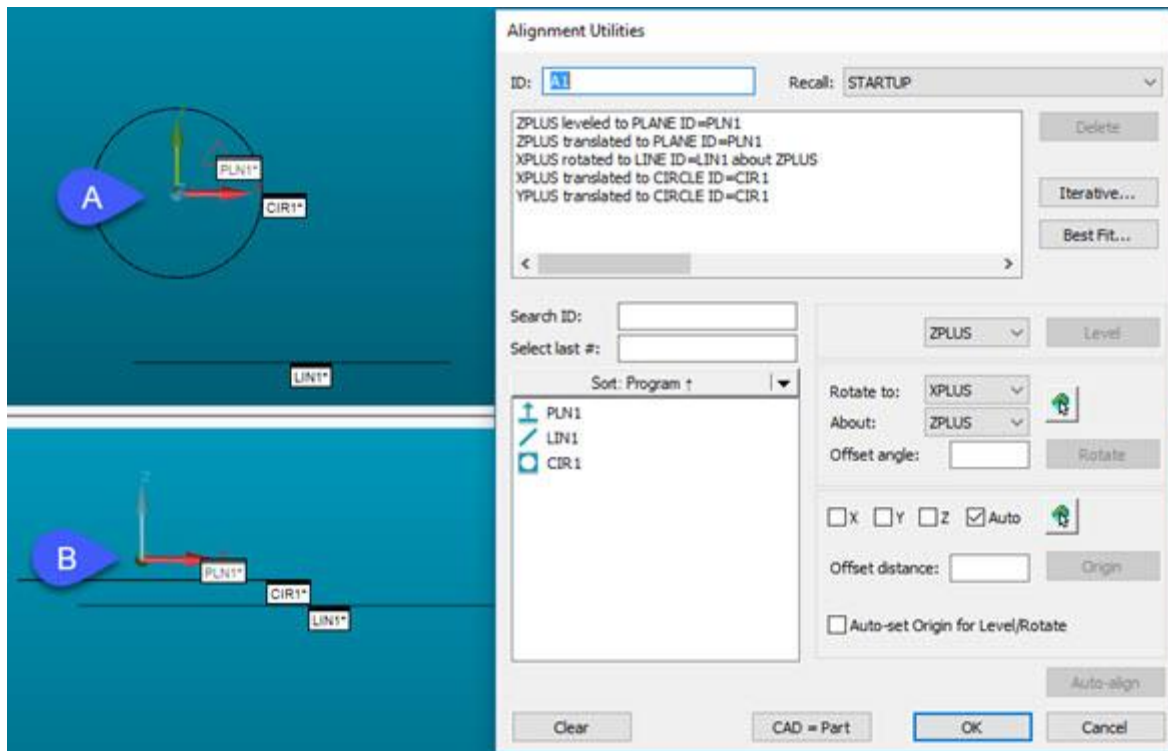 A
PLN1*
CIR1*
LIN1*
Z
B
PLN1*
CIR1*
LIN1*
Alignment Utilities
ID: A1 Recall: STARTUP
ZPLUS leveled to PLANE ID=PLN1
ZPLUS translated to PLANE ID=PLN1
XPLUS rotated to LINE ID=LIN1 about ZPLUS
XPLUS translated to CIRCLE ID=CIR1
YPLUS translated to CIRCLE ID=CIR1
Delete
Iterative...
Best Fit...
Search ID:
Select last #:
Sort: Program ↑
PLN1
LIN1
CIR1
ZPLUS Level
Rotate to: XPLUS
About: ZPLUS
Offset angle: Rotate
X Y Z Auto
Offset distance: Origin
Auto-set Origin for Level/Rotate
Auto-align
Clear CAD = Part OK Cancel